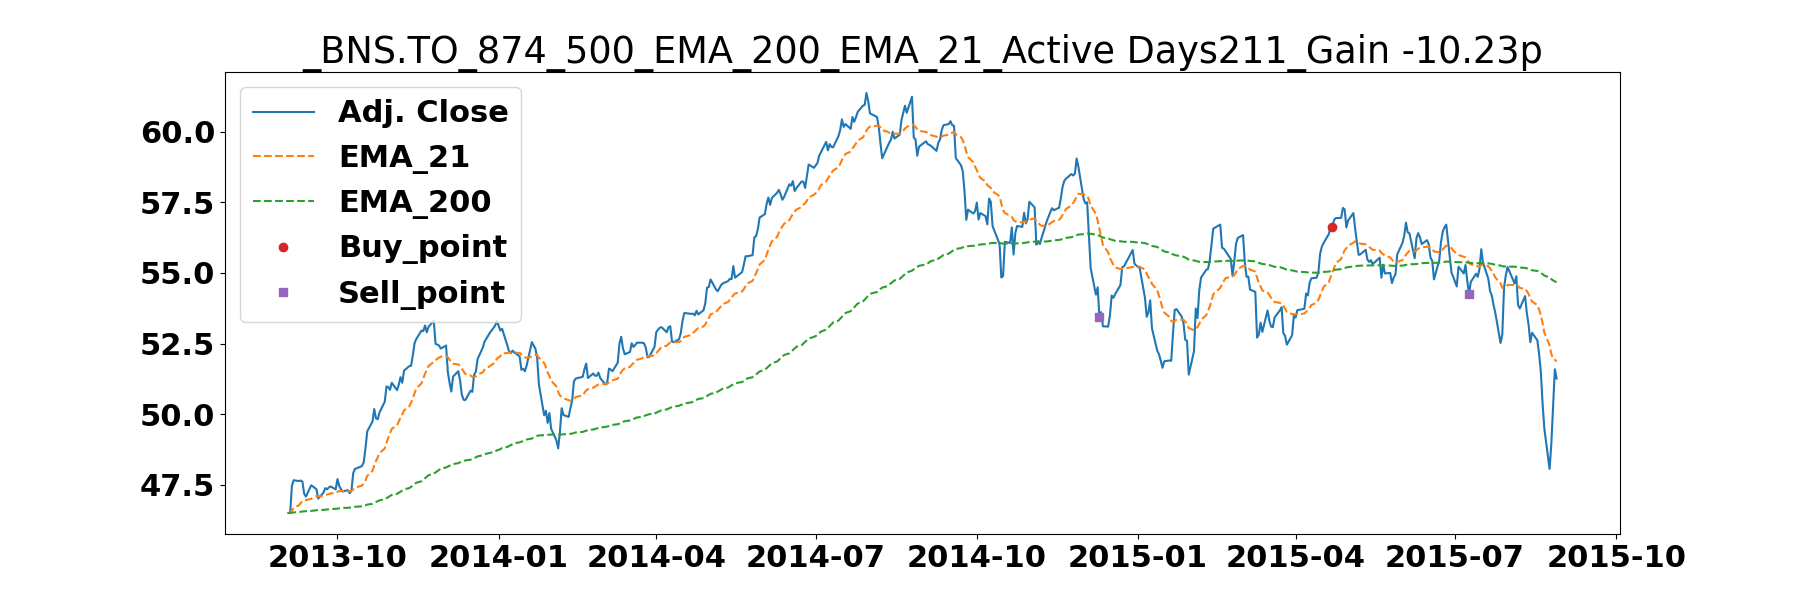 _BNS.TO_874_500_EMA_200_EMA_21_Active Days211_Gain -10.23p
Adj. Close
EMA_21
EMA_200
Buy_point
Sell_point
60.0
57.5
55.0
52.5
50.0
47.5
2013-10 2014-01 2014-04 2014-07 2014-10 2015-01 2015-04 2015-07 2015-10